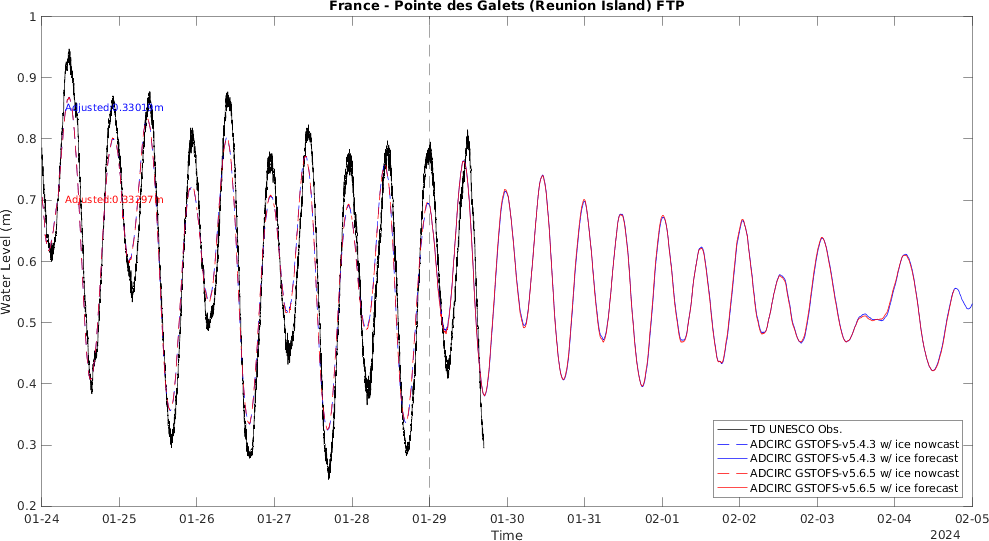 France - Pointe des Galets (Reunion Island) FTP
Water Level (m)
1
0.9
0.8
0.7
0.6
0.5
0.4
0.3
0.2
Adjusted:0.33019m
Adjusted:0.33297m
TD UNESCO Obs.
ADCIRC GSTOFS-v5.4.3 w/ ice nowcast
ADCIRC GSTOFS-v5.4.3 w/ ice forecast
ADCIRC GSTOFS-v5.6.5 w/ ice nowcast
ADCIRC GSTOFS-v5.6.5 w/ ice forecast
01-24 01-25 01-26 01-27 01-28 01-29 01-30 01-31 02-01 02-02 02-03 02-04 02-05
Time
2024